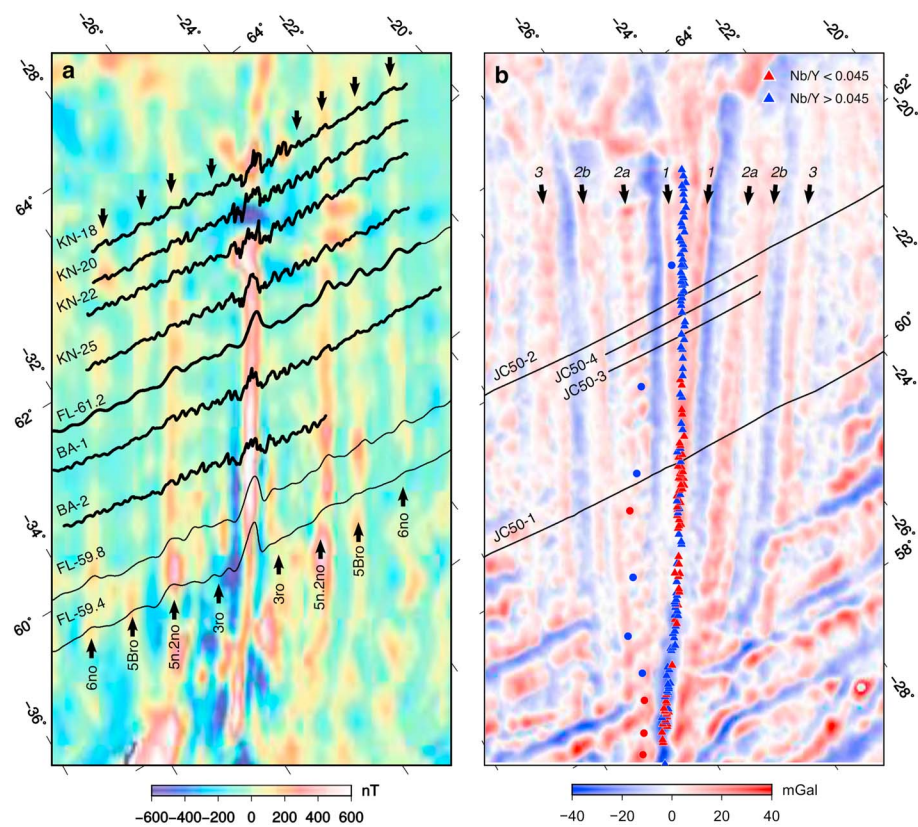 -26° -24° 64° -22° -20°
a
-28°
64°
-32°
62°
-34°
60°
-36°
KN-18
KN-20
KN-22
KN-25
FL-61.2
BA-1
BA-2
FL-59.8
FL-59.4
6no
5Bro
5n.2no
3ro
3ro
5n.2no
5Bro
6no
-600 -400 -200 0 200 400 600 nT
-26° -24° 64° -22° -20°
b
Nb/Y < 0.045
Nb/Y > 0.045
3 2b 2a 1 1 2a 2b 3
62°
-20°
-22°
60°
-24°
-26°
58°
-28°
JC50-2
JC50-4
JC50-3
JC50-1
-40 -20 0 20 40 mGal